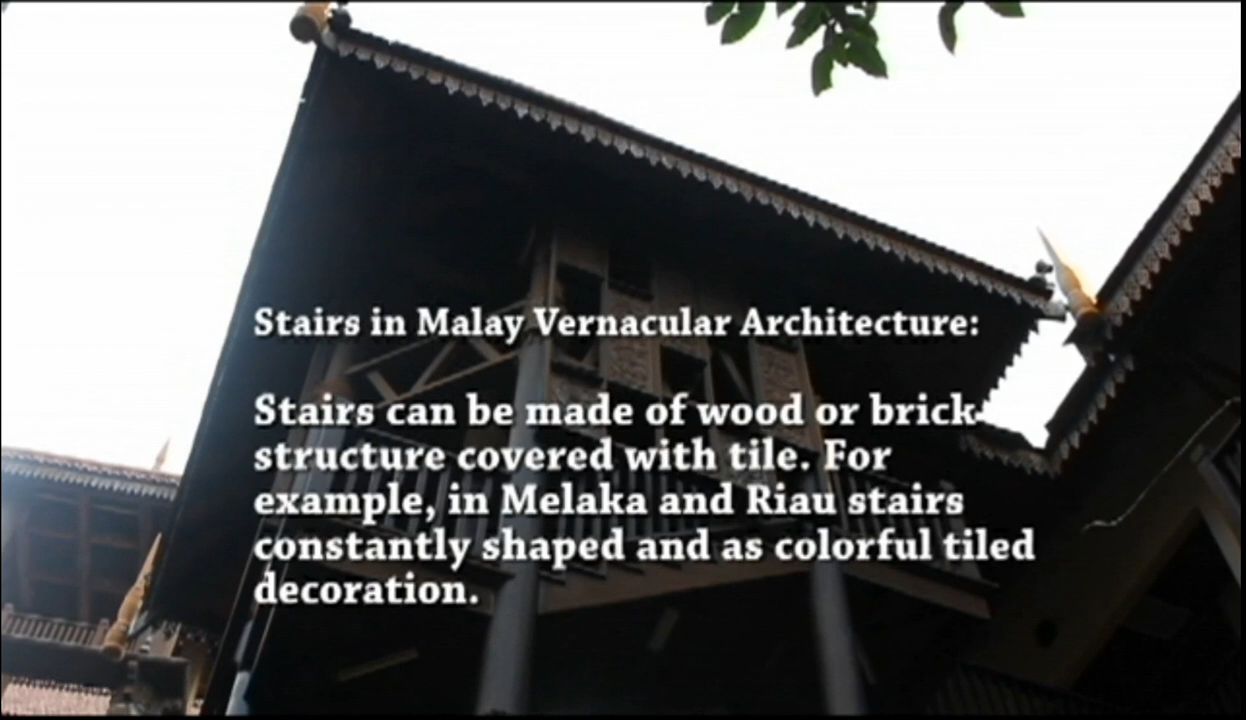 Stairs in Malay Vernacular Architecture:
Stairs can be made of wood or brick
structure covered with tile. For
example, in Melaka and Riau stairs
constantly shaped and as colorful tiled
decoration.